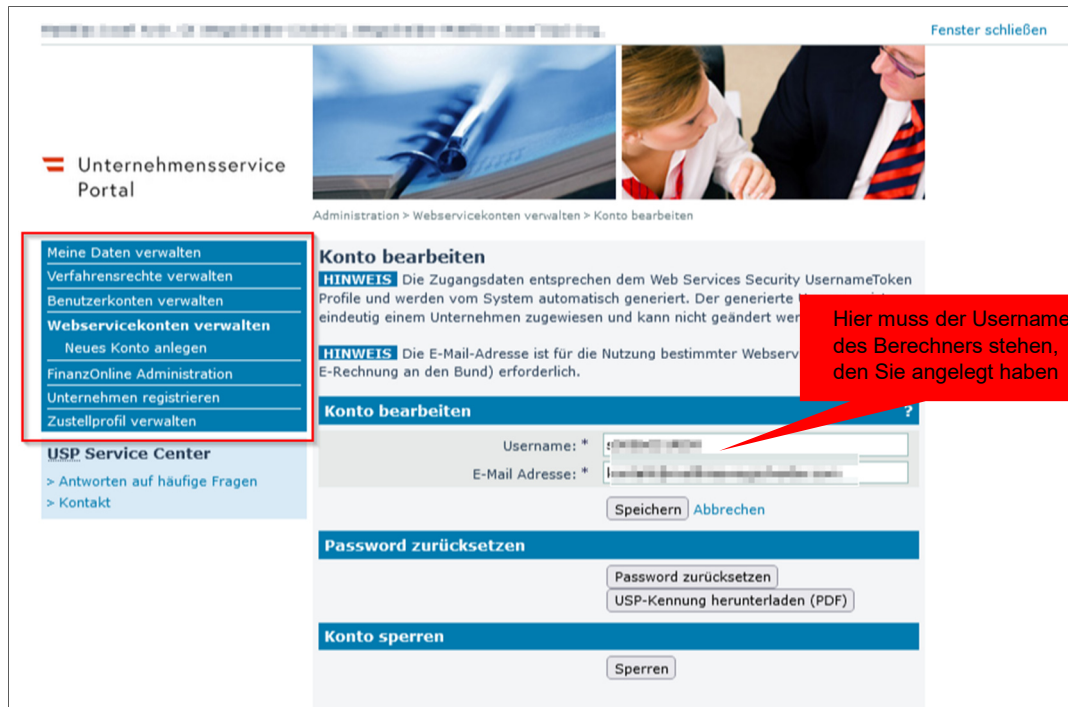 Fenster schließen
Unternehmensservice
Portal
Administration > Webservicekonten verwalten > Konto bearbeiten
Meine Daten verwalten
Verfahrensrechte verwalten
Benutzerkonten verwalten
Webservicekonten verwalten
Neues Konto anlegen
FinanzOnline Administration
Unternehmen registrieren
Zustellprofil verwalten
USP Service Center
> Antworten auf häufige Fragen
> Kontakt
Konto bearbeiten
HINWEIS Die Zugangsdaten entsprechen dem Web Services Security UsernameToken
Profile und werden vom System automatisch generiert. Der generierte
eindeutig einem Unternehmen zugewiesen und kann nicht geändert
HINWEIS Die E-Mail-Adresse ist für die Nutzung bestimmter
E-Rechnung an den Bund) erforderlich.
Hier muss der Username
des Berechners stehen,
den Sie angelegt haben
Konto bearbeiten ?
Username: *
E-Mail Adresse: *
Speichern Abbrechen
Password zurücksetzen
Password zurücksetzen
USP-Kennung herunterladen (PDF)
Konto sperren
Sperren